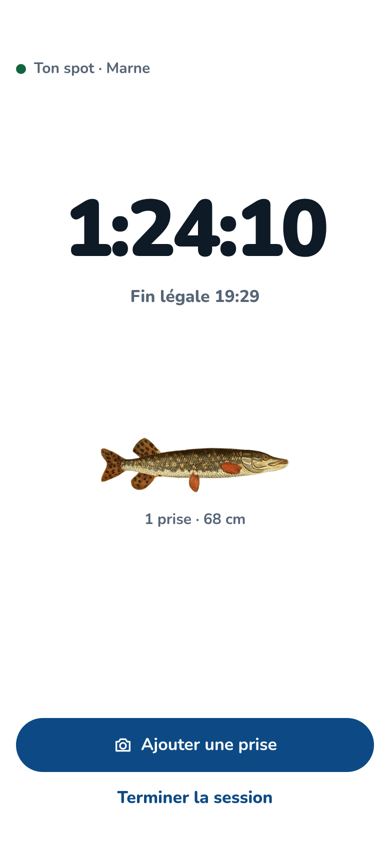 Ton spot · Marne
1:24:10
Fin légale 19:29
1 prise · 68 cm
Ajouter une prise
Terminer la session